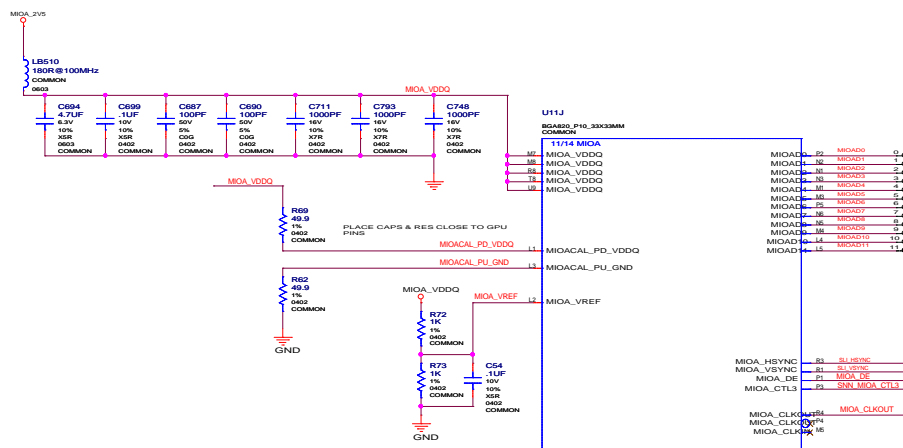 MIOA_2V5
LB510
180R@100MHz
COMMON
0603
MIOA_VDDQ
C694
4.7UF
6.3V
10%
X5R
0603
COMMON
C699
.1UF
10V
10%
X5R
0402
COMMON
C687
100PF
50V
5%
C0G
0402
COMMON
C690
100PF
50V
5%
C0G
0402
COMMON
C711
1000PF
16V
10%
X7R
0402
COMMON
C793
1000PF
16V
10%
X7R
0402
COMMON
C748
1000PF
16V
10%
X7R
0402
COMMON
U11J
BGA820_P10_33X33MM
COMMON
11/14 MIOA
M7 MIOA_VDDQ
M8 MIOA_VDDQ
R8 MIOA_VDDQ
T8 MIOA_VDDQ
U9 MIOA_VDDQ
MIOAD0 P2 MIOAD0 0
MIOAD1 N2 MIOAD1 1
MIOAD2 N1 MIOAD2 2
MIOAD3 N3 MIOAD3 3
MIOAD4 M1 MIOAD4 4
MIOAD5 M3 MIOAD5 5
MIOAD6 P5 MIOAD6 6
MIOAD7 N6 MIOAD7 7
MIOAD8 N5 MIOAD8 8
MIOAD9 M4 MIOAD9 9
MIOAD10 L4 MIOAD10 10
MIOAD11 L5 MIOAD11 11
MIOA_VDDQ
R69
49.9
1%
0402
COMMON
PLACE CAPS & RES CLOSE TO GPU
PINS
MIOACAL_PD_VDDQ L1 MIOACAL_PD_VDDQ
MIOACAL_PU_GND L3 MIOACAL_PU_GND
R62
49.9
1%
0402
COMMON
GND
MIOA_VDDQ
MIOA_VREF L2 MIOA_VREF
R72
1K
1%
0402
COMMON
R73
1K
1%
0402
COMMON
C54
.1UF
10V
10%
X5R
0402
COMMON
GND
MIOA_HSYNC R3 SLI_HSYNC
MIOA_VSYNC R1 SLI_VSYNC
MIOA_DE P1 MIOA_DE
MIOA_CTL3 P3 SNN_MIOA_CTL3
MIOA_CLKOUT R4 MIOA_CLKOUT
MIOA_CLKOUT P4
MIOA_CLKIN M5